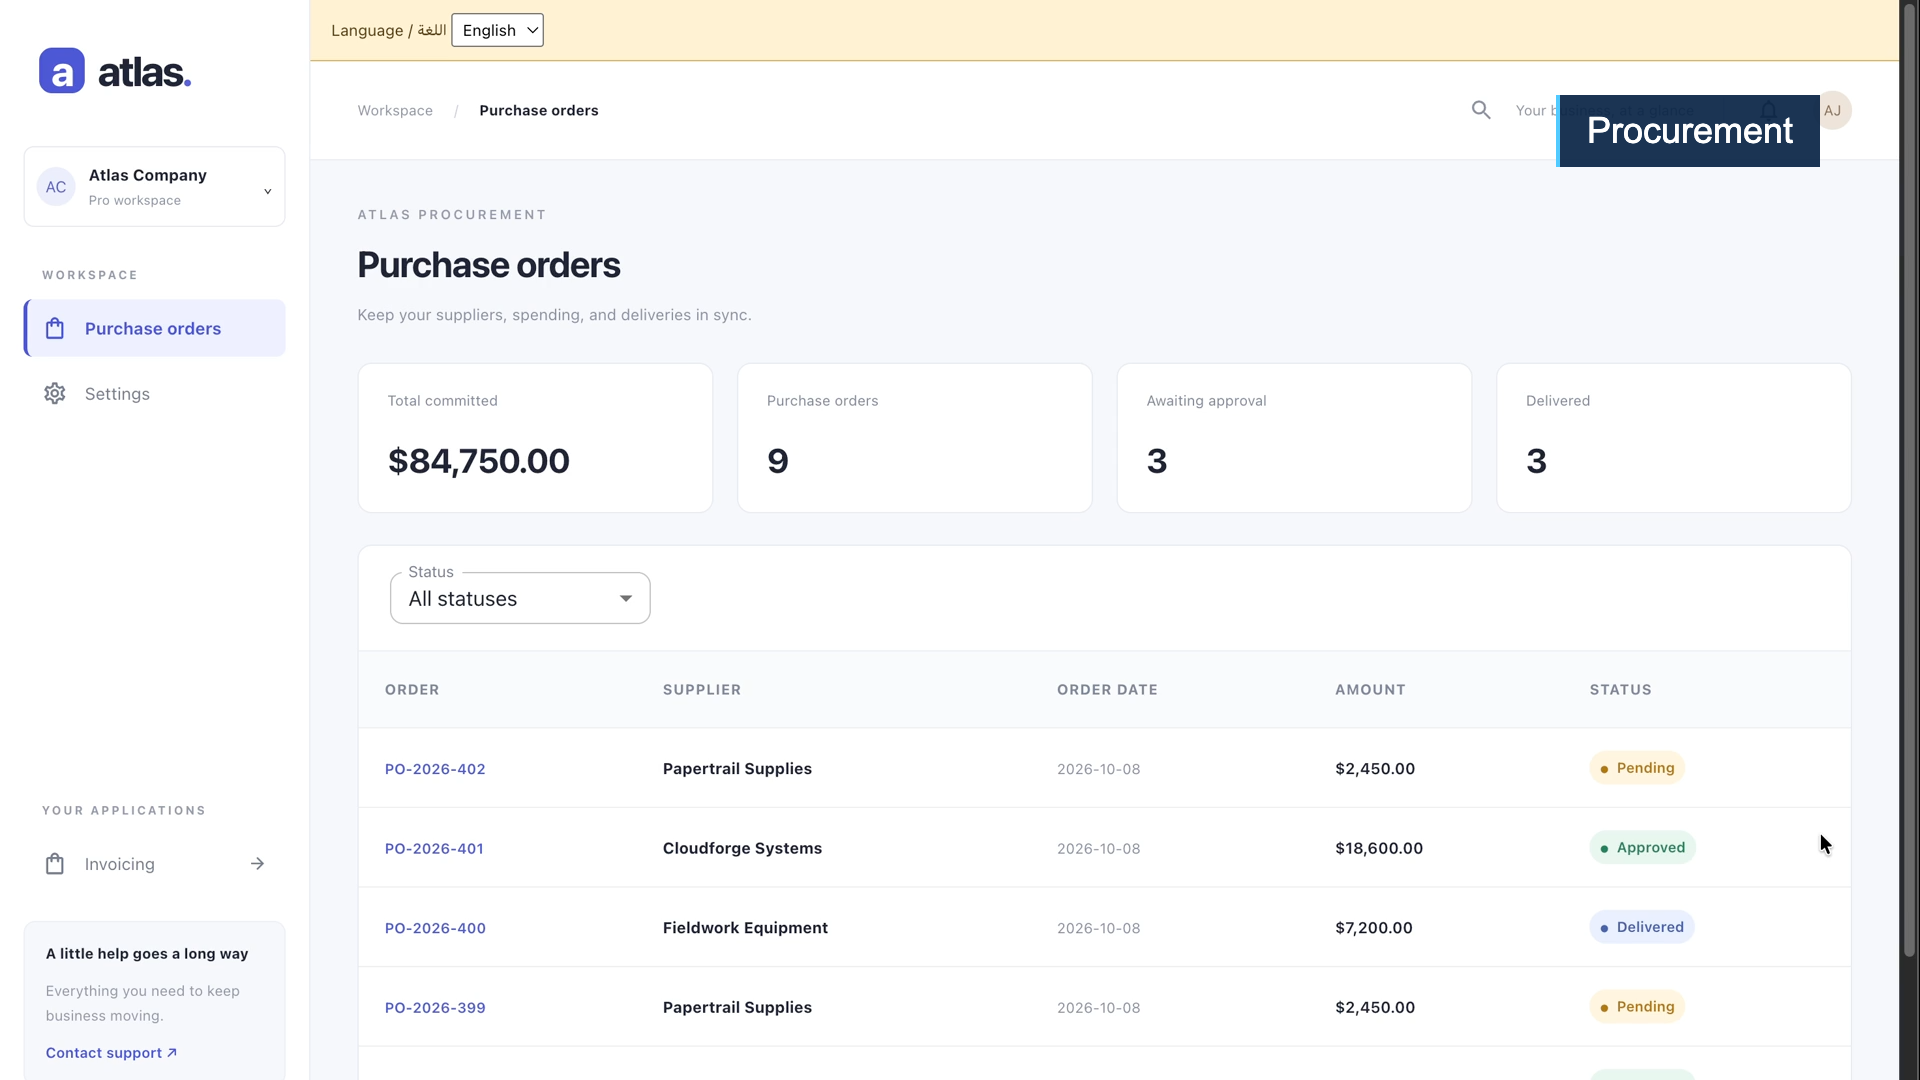 a atlas.
AC
Atlas Company
Pro workspace
WORKSPACE
Purchase orders
Settings
YOUR APPLICATIONS
Invoicing
A little help goes a long way
Everything you need to keep
business moving.
Contact support ↗
Language / اللغة English
Workspace / Purchase orders
Your
AJ
Procurement
ATLAS PROCUREMENT
Purchase orders
Keep your suppliers, spending, and deliveries in sync.
Total committed
$84,750.00
Purchase orders
9
Awaiting approval
3
Delivered
3
Status
All statuses
ORDER SUPPLIER ORDER DATE AMOUNT STATUS
PO-2026-402 Papertrail Supplies 2026-10-08 $2,450.00 Pending
PO-2026-401 Cloudforge Systems 2026-10-08 $18,600.00 Approved
PO-2026-400 Fieldwork Equipment 2026-10-08 $7,200.00 Delivered
PO-2026-399 Papertrail Supplies 2026-10-08 $2,450.00 Pending